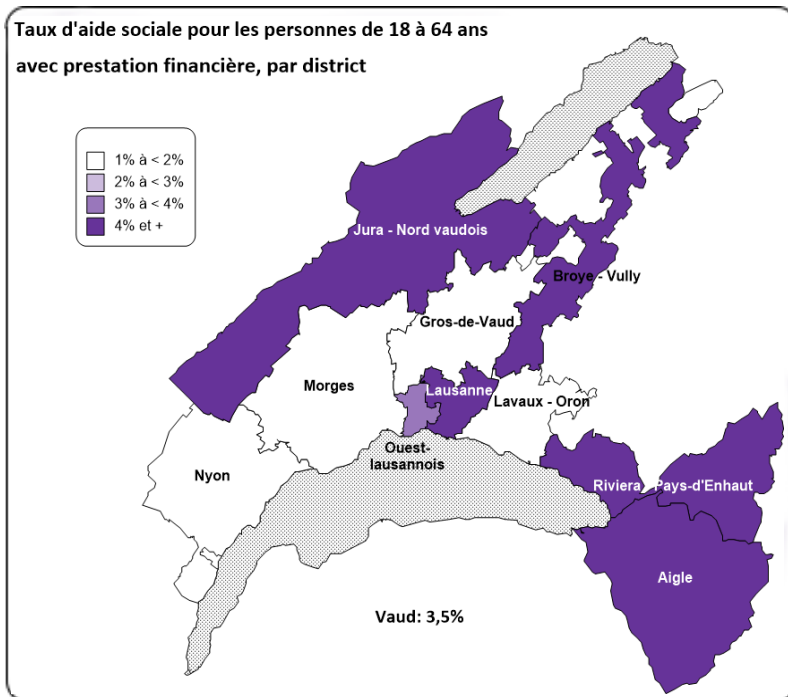 Taux d'aide sociale pour les personnes de 18 à 64 ans
avec prestation financière, par district
1% à < 2%
2% à < 3%
3% à < 4%
4% et +
Jura - Nord vaudois
Broye - Vully
Gros-de-Vaud
Morges
Lausanne
Lavaux - Oron
Ouest-
lausannois
Nyon
Riviera Pays-d'Enhaut
Aigle
Vaud: 3,5%